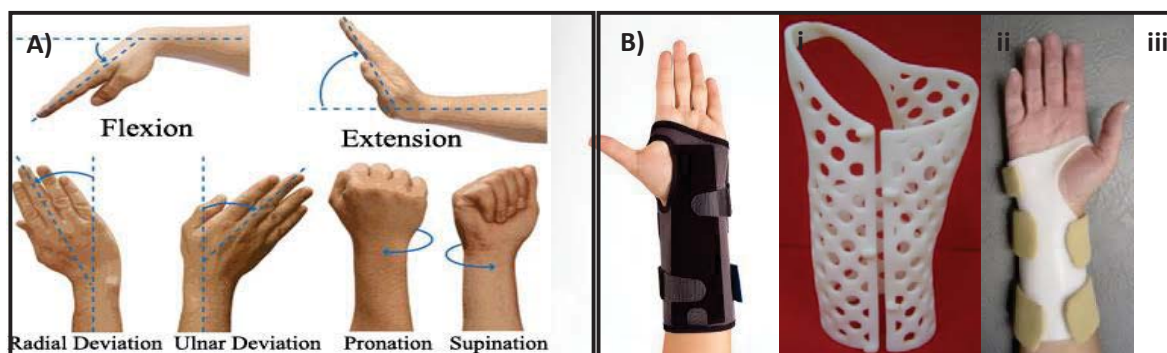 A)
Flexion
Extension
Radial Deviation Ulnar Deviation Pronation Supination
B)
i
ii
iii